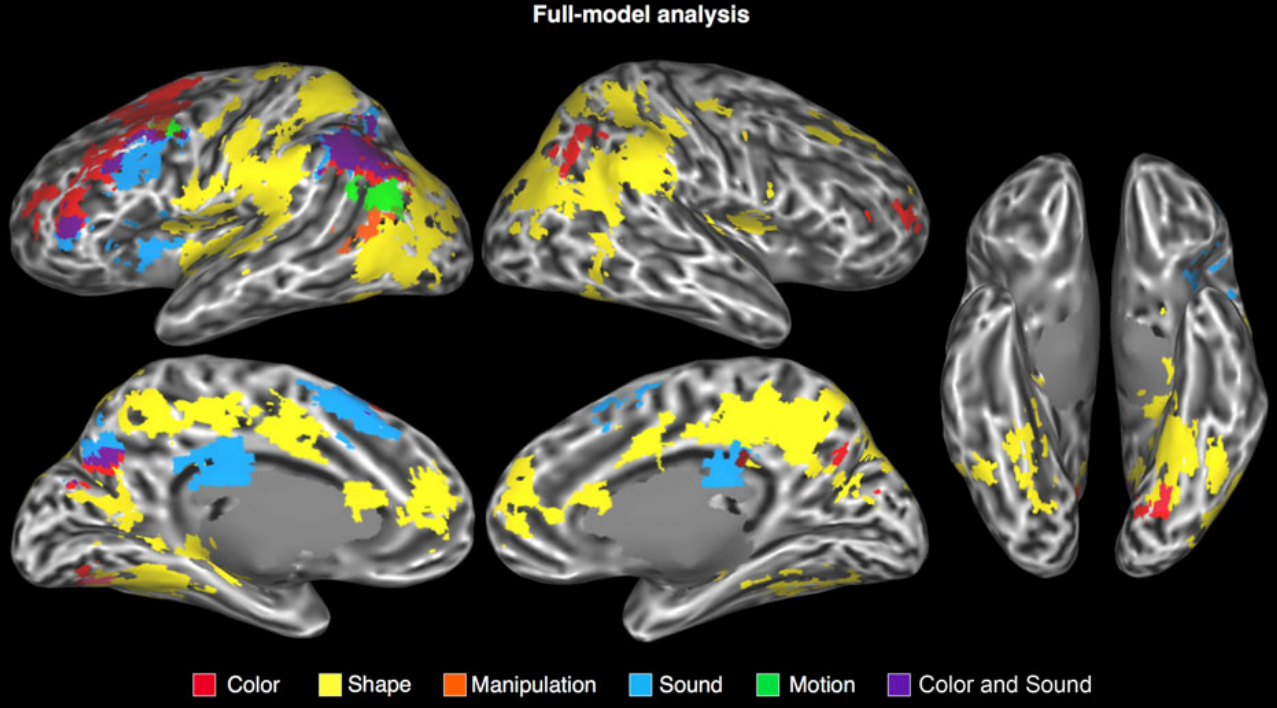 Full-model analysis
Color Shape Manipulation Sound Motion Color and Sound